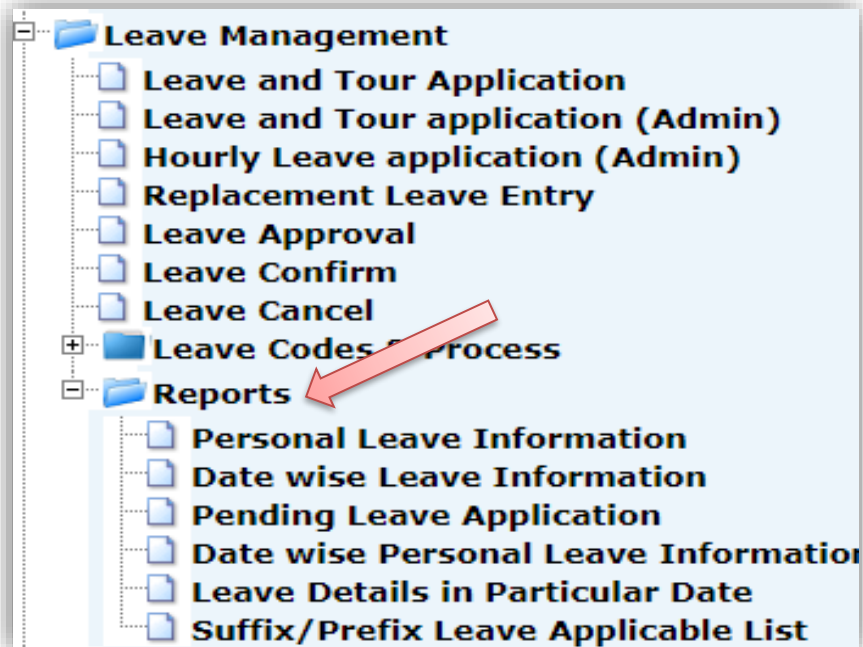 Leave Management
Leave and Tour Application
Leave and Tour application (Admin)
Hourly Leave application (Admin)
Replacement Leave Entry
Leave Approval
Leave Confirm
Leave Cancel
Leave Codes & Process
Reports
Personal Leave Information
Date wise Leave Information
Pending Leave Application
Date wise Personal Leave Information
Leave Details in Particular Date
Suffix/Prefix Leave Applicable List